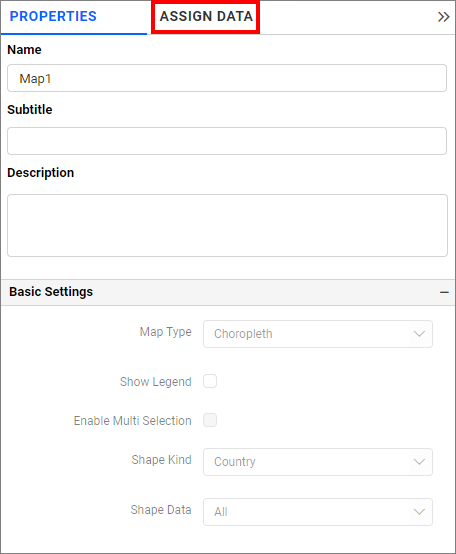 PROPERTIES ASSIGN DATA
Name
Map1
Subtitle
Description
Basic Settings
Map Type Choropleth
Show Legend
Enable Multi Selection
Shape Kind Country
Shape Data All